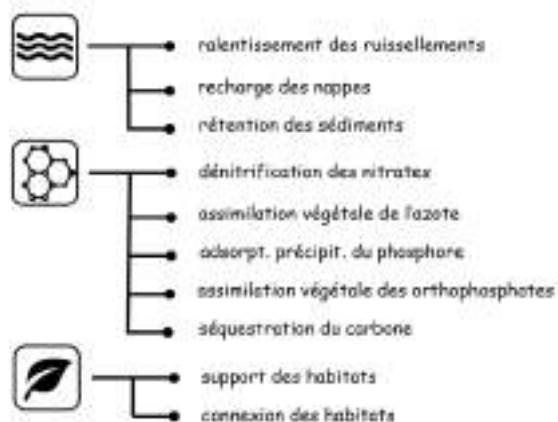 ralentissement des ruissellements
recharge des nappes
rétention des sédiments
dénitrification des nitrates
assimilation végétale de l'azote
adsorpt. précipit. du phosphore
assimilation végétale des orthophosphates
séquestration du carbone
support des habitats
connexion des habitats